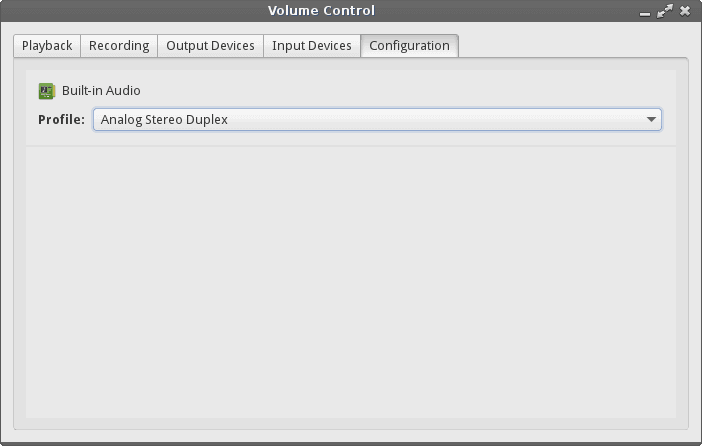 Volume Control
Playback Recording Output Devices Input Devices Configuration
Built-in Audio
Profile: Analog Stereo Duplex